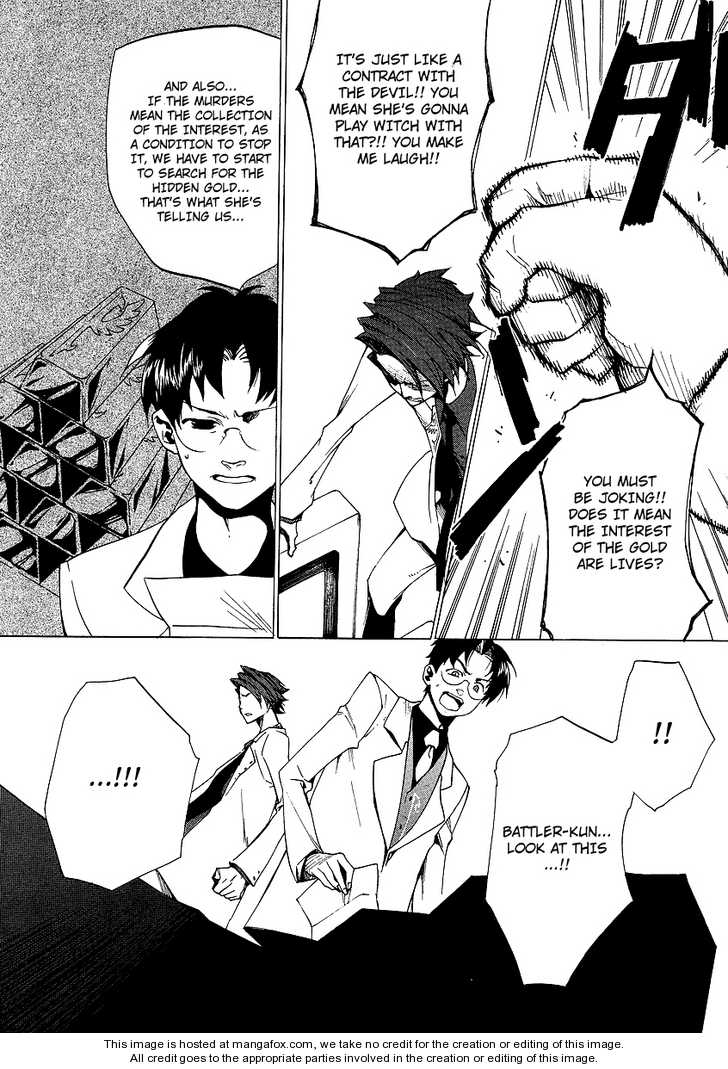 YOU MUST
BE JOKING!!
DOES IT MEAN
THE INTEREST
OF THE GOLD
ARE LIVES?
IT'S JUST LIKE A
CONTRACT WITH
THE DEVIL!! YOU
MEAN SHE'S GONNA
PLAY WITCH WITH
THAT?!! YOU MAKE
ME LAUGH!!
AND ALSO...
IF THE MURDERS
MEAN THE COLLECTION
OF THE INTEREST, AS
A CONDITION TO STOP
IT, WE HAVE TO START
TO SEARCH FOR THE
HIDDEN GOLD...
THAT'S WHAT SHE'S
TELLING US...
!!
BATTLER-KUN...
LOOK AT THIS
...!!
...!!!
This image is hosted at mangafox.com, we take no credit for the creation or editing of this image.
All credit goes to the appropriate parties involved in the creation or editing of this image.